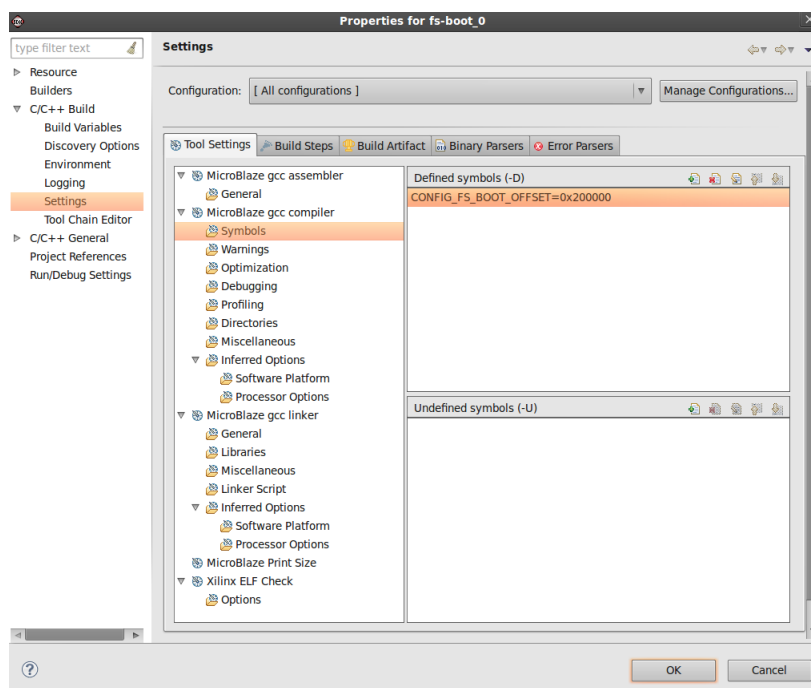 Properties for fs-boot_0
type filter text
Resource
Builders
C/C++ Build
Build Variables
Discovery Options
Environment
Logging
Settings
Tool Chain Editor
C/C++ General
Project References
Run/Debug Settings
Settings
Configuration: [ All configurations ] Manage Configurations...
Tool Settings Build Steps Build Artifact Binary Parsers Error Parsers
MicroBlaze gcc assembler
General
MicroBlaze gcc compiler
Symbols
Warnings
Optimization
Debugging
Profiling
Directories
Miscellaneous
Inferred Options
Software Platform
Processor Options
MicroBlaze gcc linker
General
Libraries
Miscellaneous
Linker Script
Inferred Options
Software Platform
Processor Options
MicroBlaze Print Size
Xilinx ELF Check
Options
Defined symbols (-D)
CONFIG_FS_BOOT_OFFSET=0x200000
Undefined symbols (-U)
?
OK Cancel